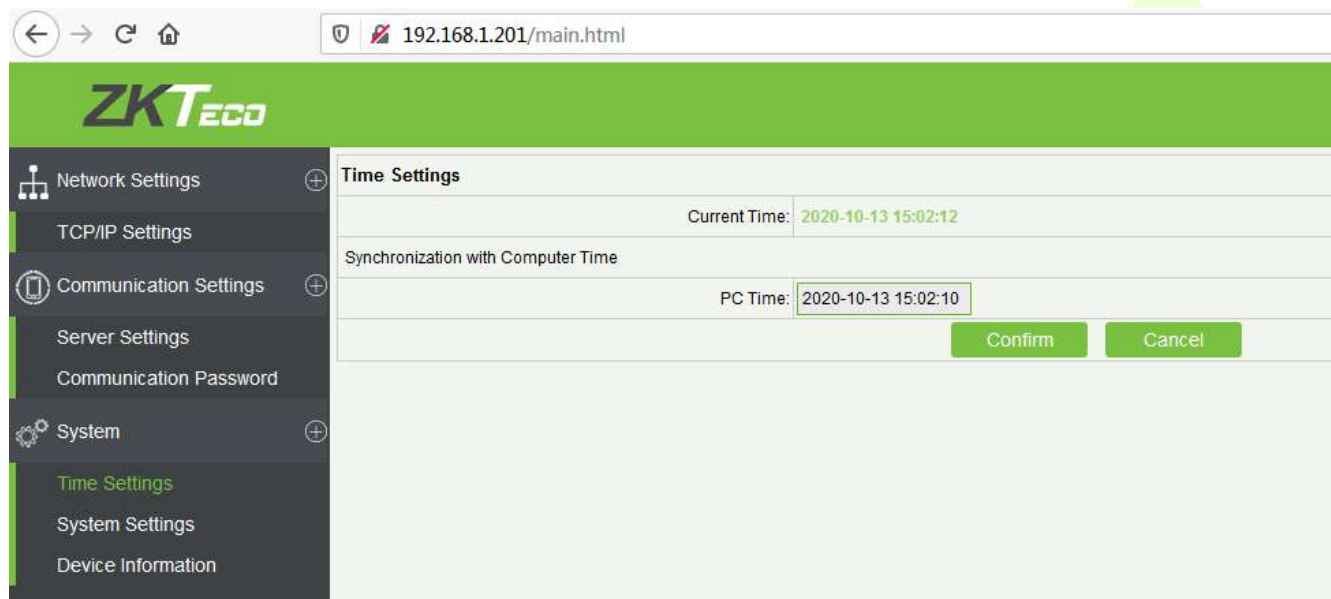 192.168.1.201/main.html
ZKTECO
Network Settings
TCP/IP Settings
Communication Settings
Server Settings
Communication Password
System
Time Settings
System Settings
Device Information
Time Settings
Current Time: 2020-10-13 15:02:12
Synchronization with Computer Time
PC Time: 2020-10-13 15:02:10
Confirm Cancel